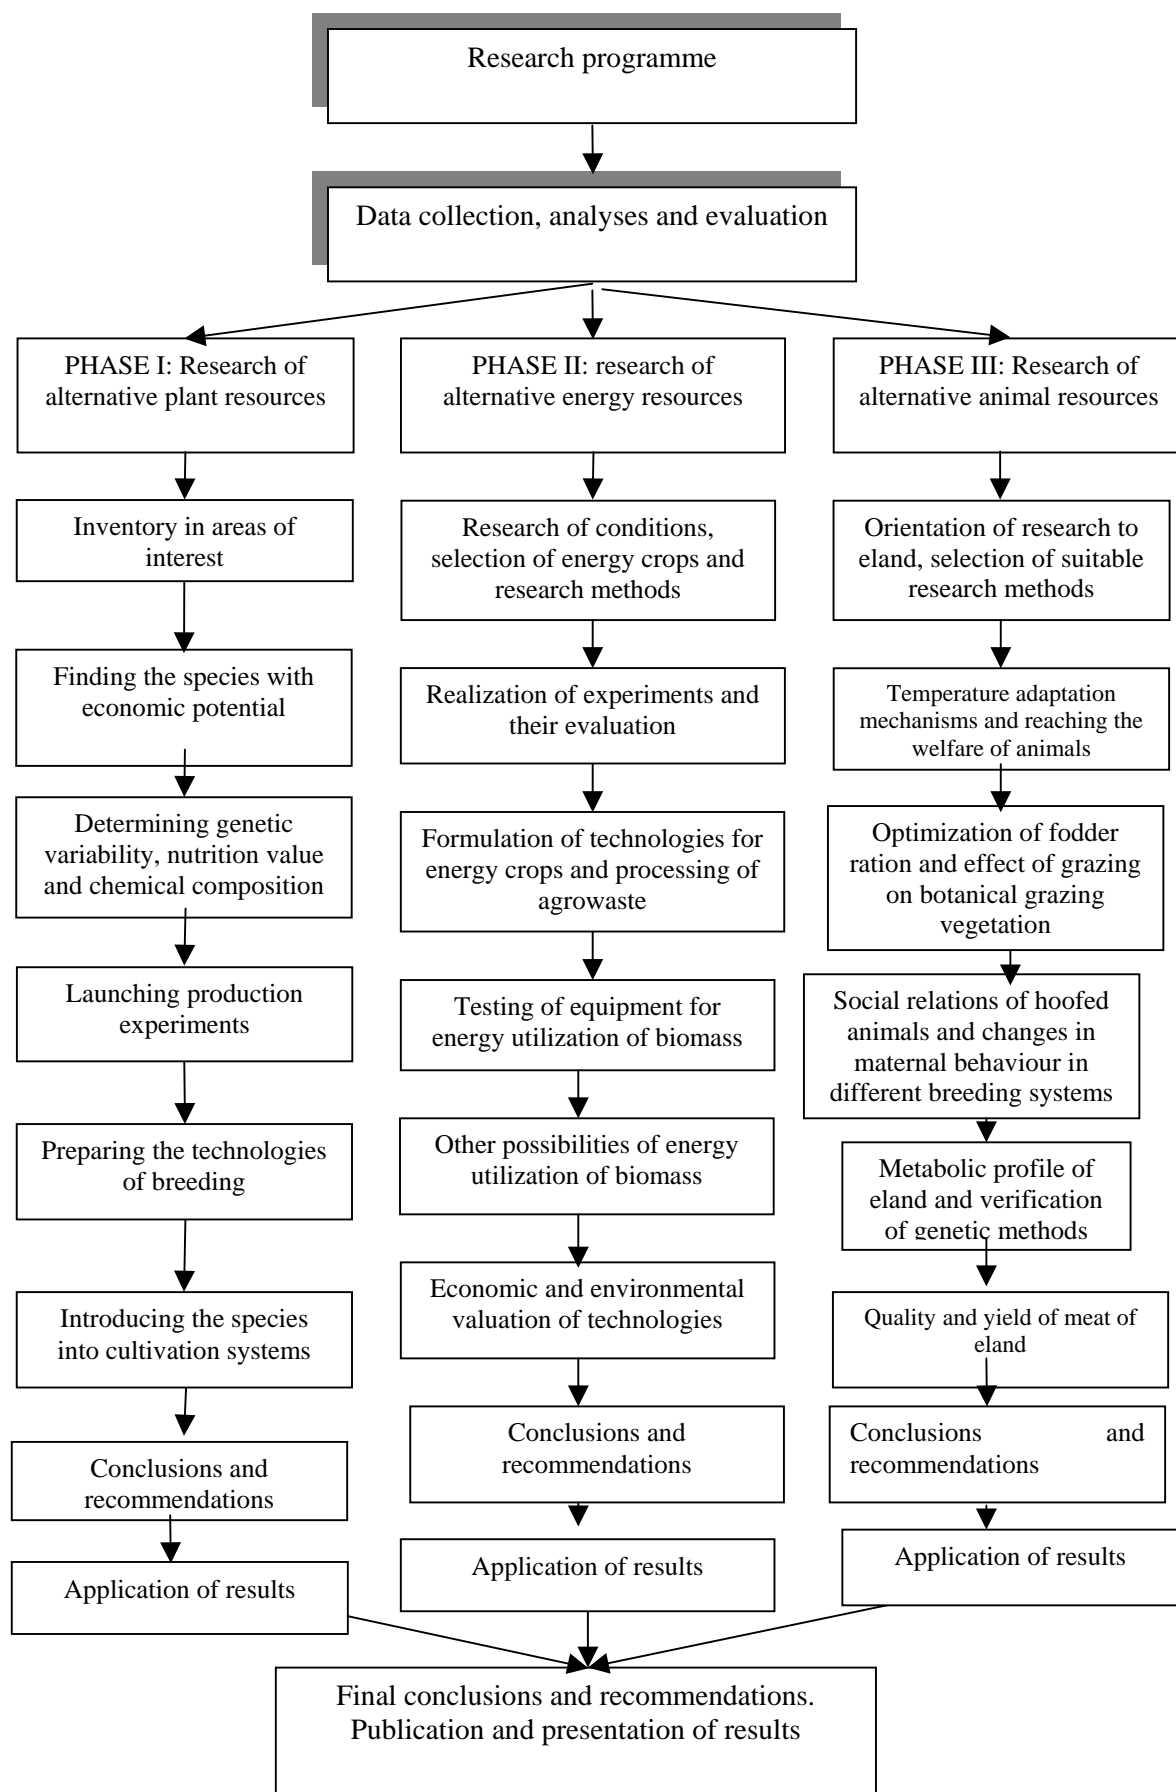 Research programme
Data collection, analyses and evaluation
PHASE I: Research of
alternative plant resources
PHASE II: research of
alternative energy resources
PHASE III: Research of
alternative animal resources
Inventory in areas of
interest
Finding the species with
economic potential
Determining genetic
variability, nutrition value
and chemical composition
Launching production
experiments
Preparing the technologies
of breeding
Introducing the species
into cultivation systems
Conclusions and
recommendations
Application of results
Research of conditions,
selection of energy crops and
research methods
Realization of experiments and
their evaluation
Formulation of technologies for
energy crops and processing of
agrowaste
Testing of equipment for
energy utilization of biomass
Other possibilities of energy
utilization of biomass
Economic and environmental
valuation of technologies
Conclusions and
recommendations
Application of results
Orientation of research to
eland, selection of suitable
research methods
Temperature adaptation
mechanisms and reaching the
welfare of animals
Optimization of fodder
ration and effect of grazing
on botanical grazing
vegetation
Social relations of hoofed
animals and changes in
maternal behaviour in
different breeding systems
Metabolic profile of
eland and verification
of genetic methods
Quality and yield of meat of
eland
Conclusions and
recommendations
Application of results
Final conclusions and recommendations.
Publication and presentation of results